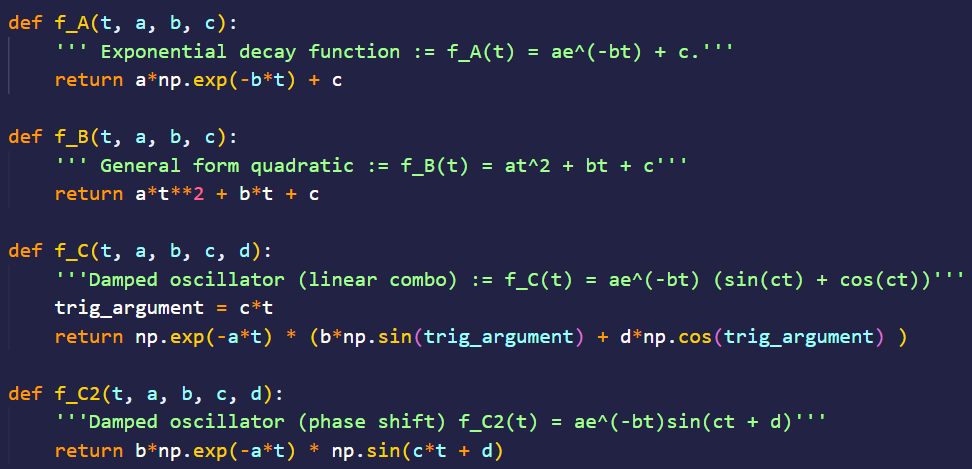 def f_A(t, a, b, c):
    ''' Exponential decay function := f_A(t) = ae^(-bt) + c.'''
    return a*np.exp(-b*t) + c
def f_B(t, a, b, c):
    ''' General form quadratic := f_B(t) = at^2 + bt + c'''
    return a*t**2 + b*t + c
def f_C(t, a, b, c, d):
    '''Damped oscillator (linear combo) := f_C(t) = ae^(-bt) (sin(ct) + cos(ct))'''
    trig_argument = c*t
    return np.exp(-a*t) * (b*np.sin(trig_argument) + d*np.cos(trig_argument) )
def f_C2(t, a, b, c, d):
    '''Damped oscillator (phase shift) f_C2(t) = ae^(-bt)sin(ct + d)'''
    return b*np.exp(-a*t) * np.sin(c*t + d)